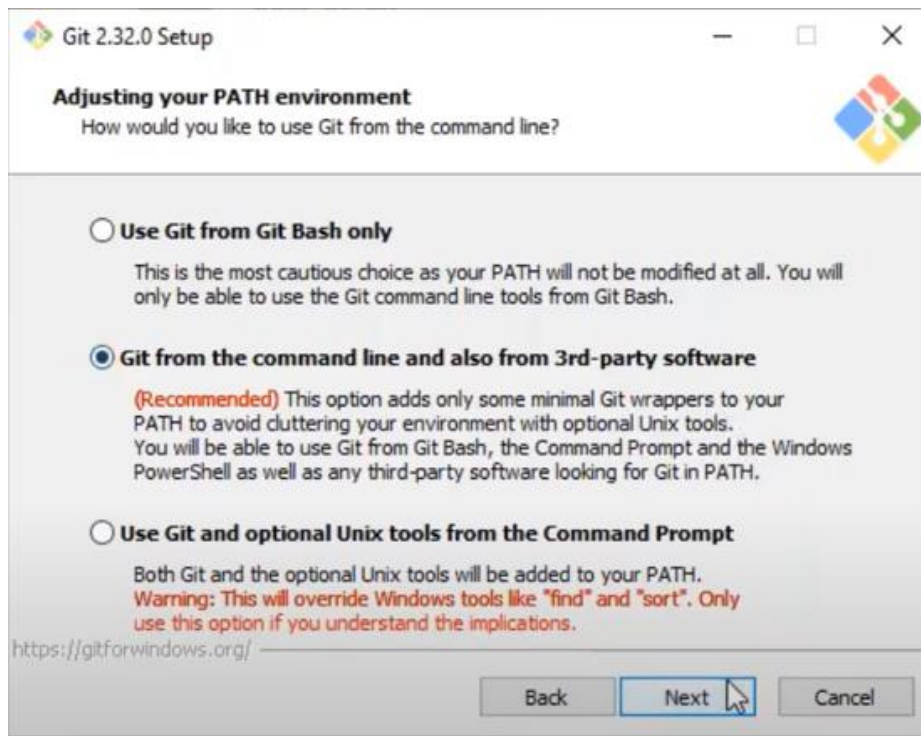 Git 2.32.0 Setup
Adjusting your PATH environment
How would you like to use Git from the command line?
Use Git from Git Bash only
This is the most cautious choice as your PATH will not be modified at all. You will
only be able to use the Git command line tools from Git Bash.
Git from the command line and also from 3rd-party software
(Recommended) This option adds only some minimal Git wrappers to your
PATH to avoid cluttering your environment with optional Unix tools.
You will be able to use Git from Git Bash, the Command Prompt and the Windows
PowerShell as well as any third-party software looking for Git in PATH.
Use Git and optional Unix tools from the Command Prompt
Both Git and the optional Unix tools will be added to your PATH.
Warning: This will override Windows tools like "find" and "sort". Only
use this option if you understand the implications.
https://gitforwindows.org/
Back Next Cancel